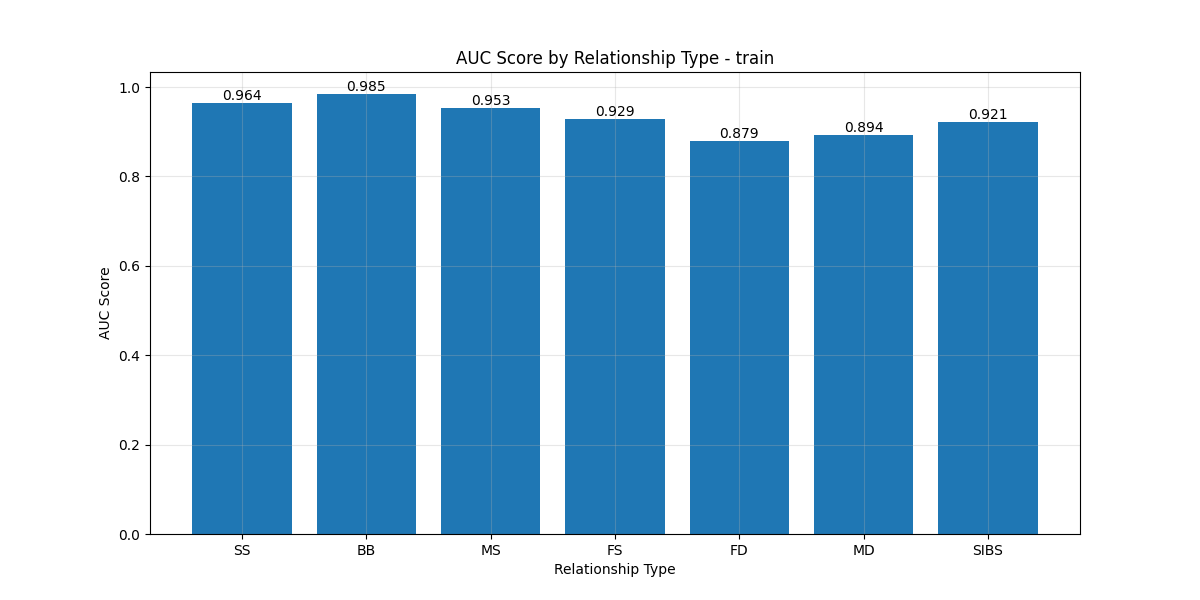 AUC Score by Relationship Type - train
AUC Score
1.0
0.8
0.6
0.4
0.2
0.0
0.964
0.985
0.953
0.929
0.879
0.894
0.921
SS
BB
MS
FS
FD
MD
SIBS
Relationship Type